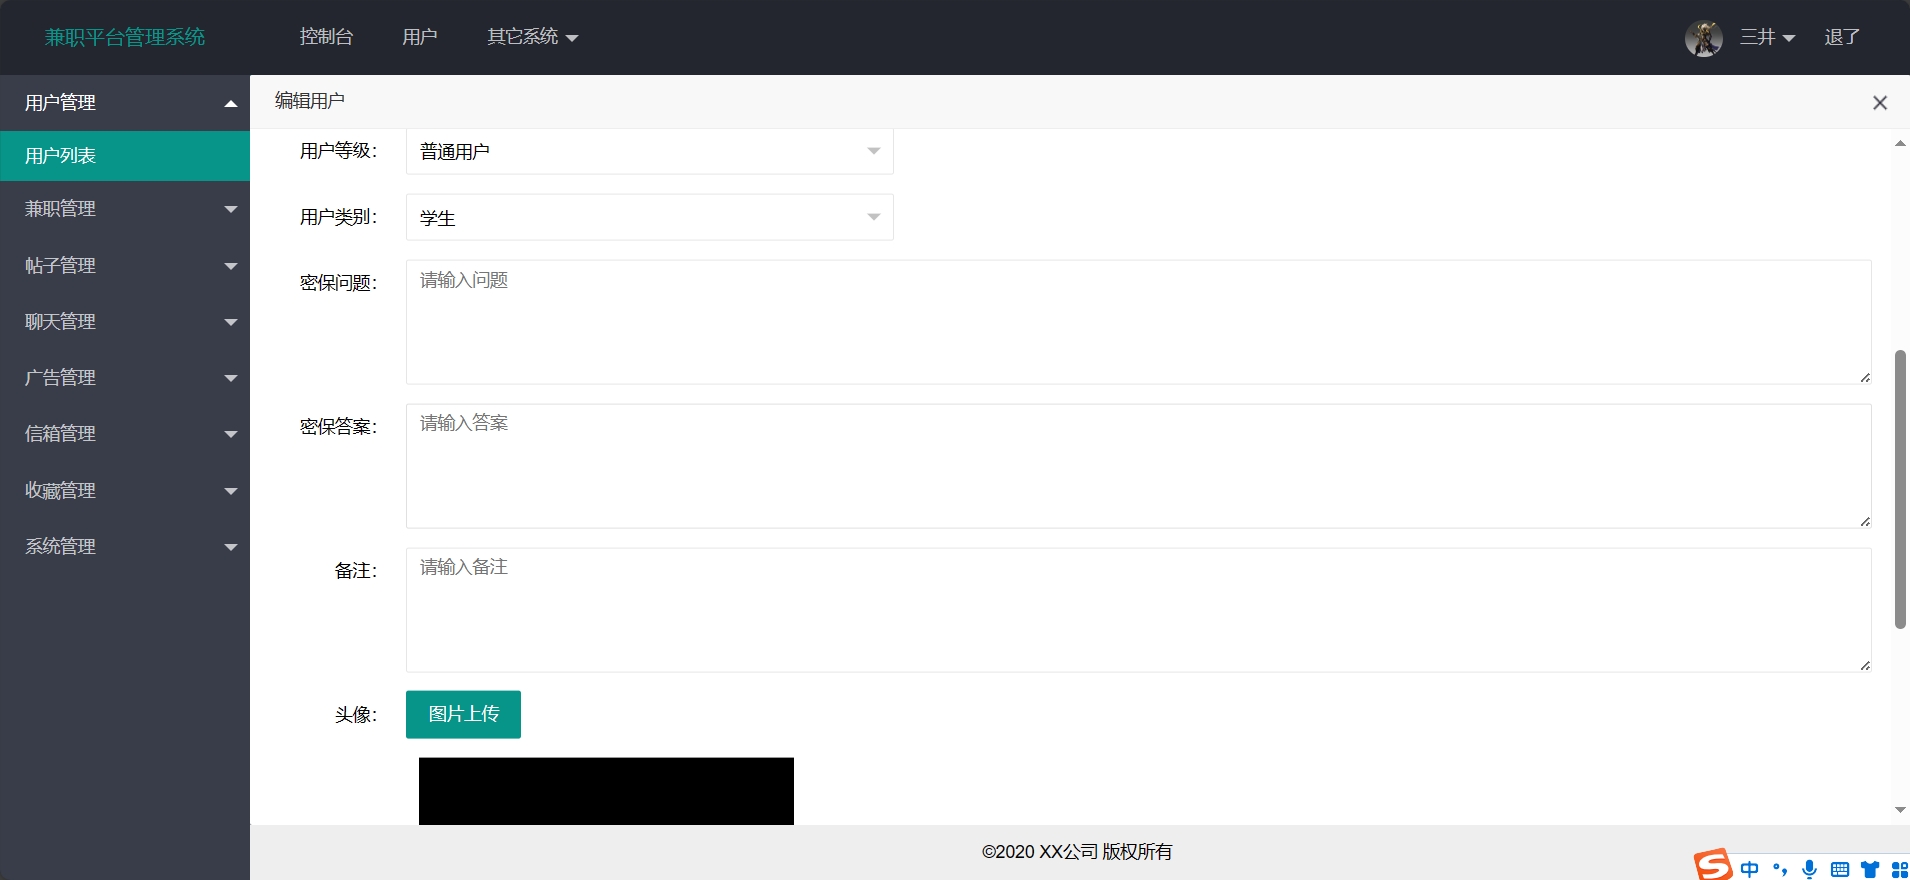 兼职平台管理系统 控制台 用户 其它系统 三井 退了
用户管理
用户列表
兼职管理
帖子管理
聊天管理
广告管理
信箱管理
收藏管理
系统管理
编辑用户
用户等级： 普通用户
用户类别： 学生
密保问题： 请输入问题
密保答案： 请输入答案
备注： 请输入备注
头像： 图片上传
©2020 XX公司 版权所有
S 中